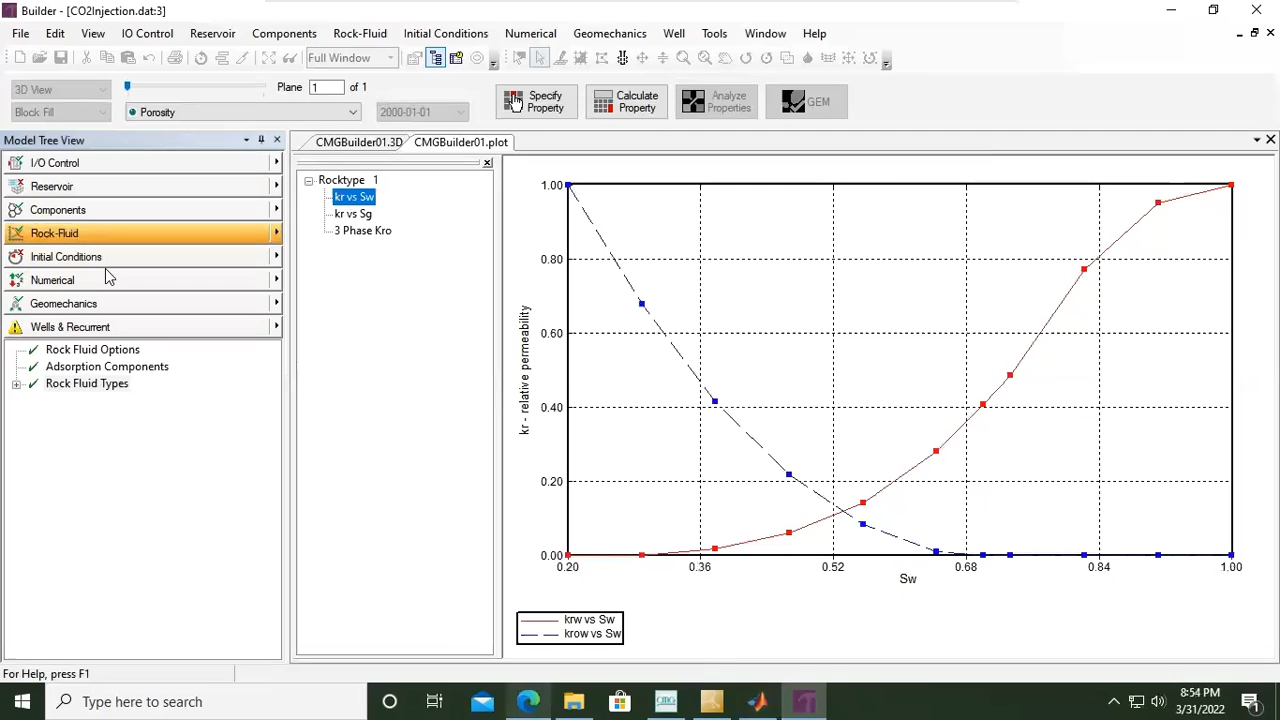 Builder - [CO2Injection.dat:3]
File Edit View IO Control Reservoir Components Rock-Fluid Initial Conditions Numerical Geomechanics Well Tools Window Help
Full Window
3D View
Plane 1 of 1
Block Fill
Porosity
2000-01-01
Specify Property
Calculate Property
Analyze Properties
GEM
Model Tree View
I/O Control
Reservoir
Components
Rock-Fluid
Initial Conditions
Numerical
Geomechanics
Wells & Recurrent
Rock Fluid Options
Adsorption Components
Rock Fluid Types
CMGBuilder01.3D
CMGBuilder01.plot
Rocktype 1
kr vs Sw
kr vs Sg
3 Phase Kro
1.00
0.80
0.60
0.40
0.20
0.00
kr - relative permeability
0.20 0.36 0.52 0.68 0.84 1.00
Sw
krw vs Sw
krow vs Sw
For Help, press F1
Type here to search
CMG
8:54 PM
3/31/2022
1